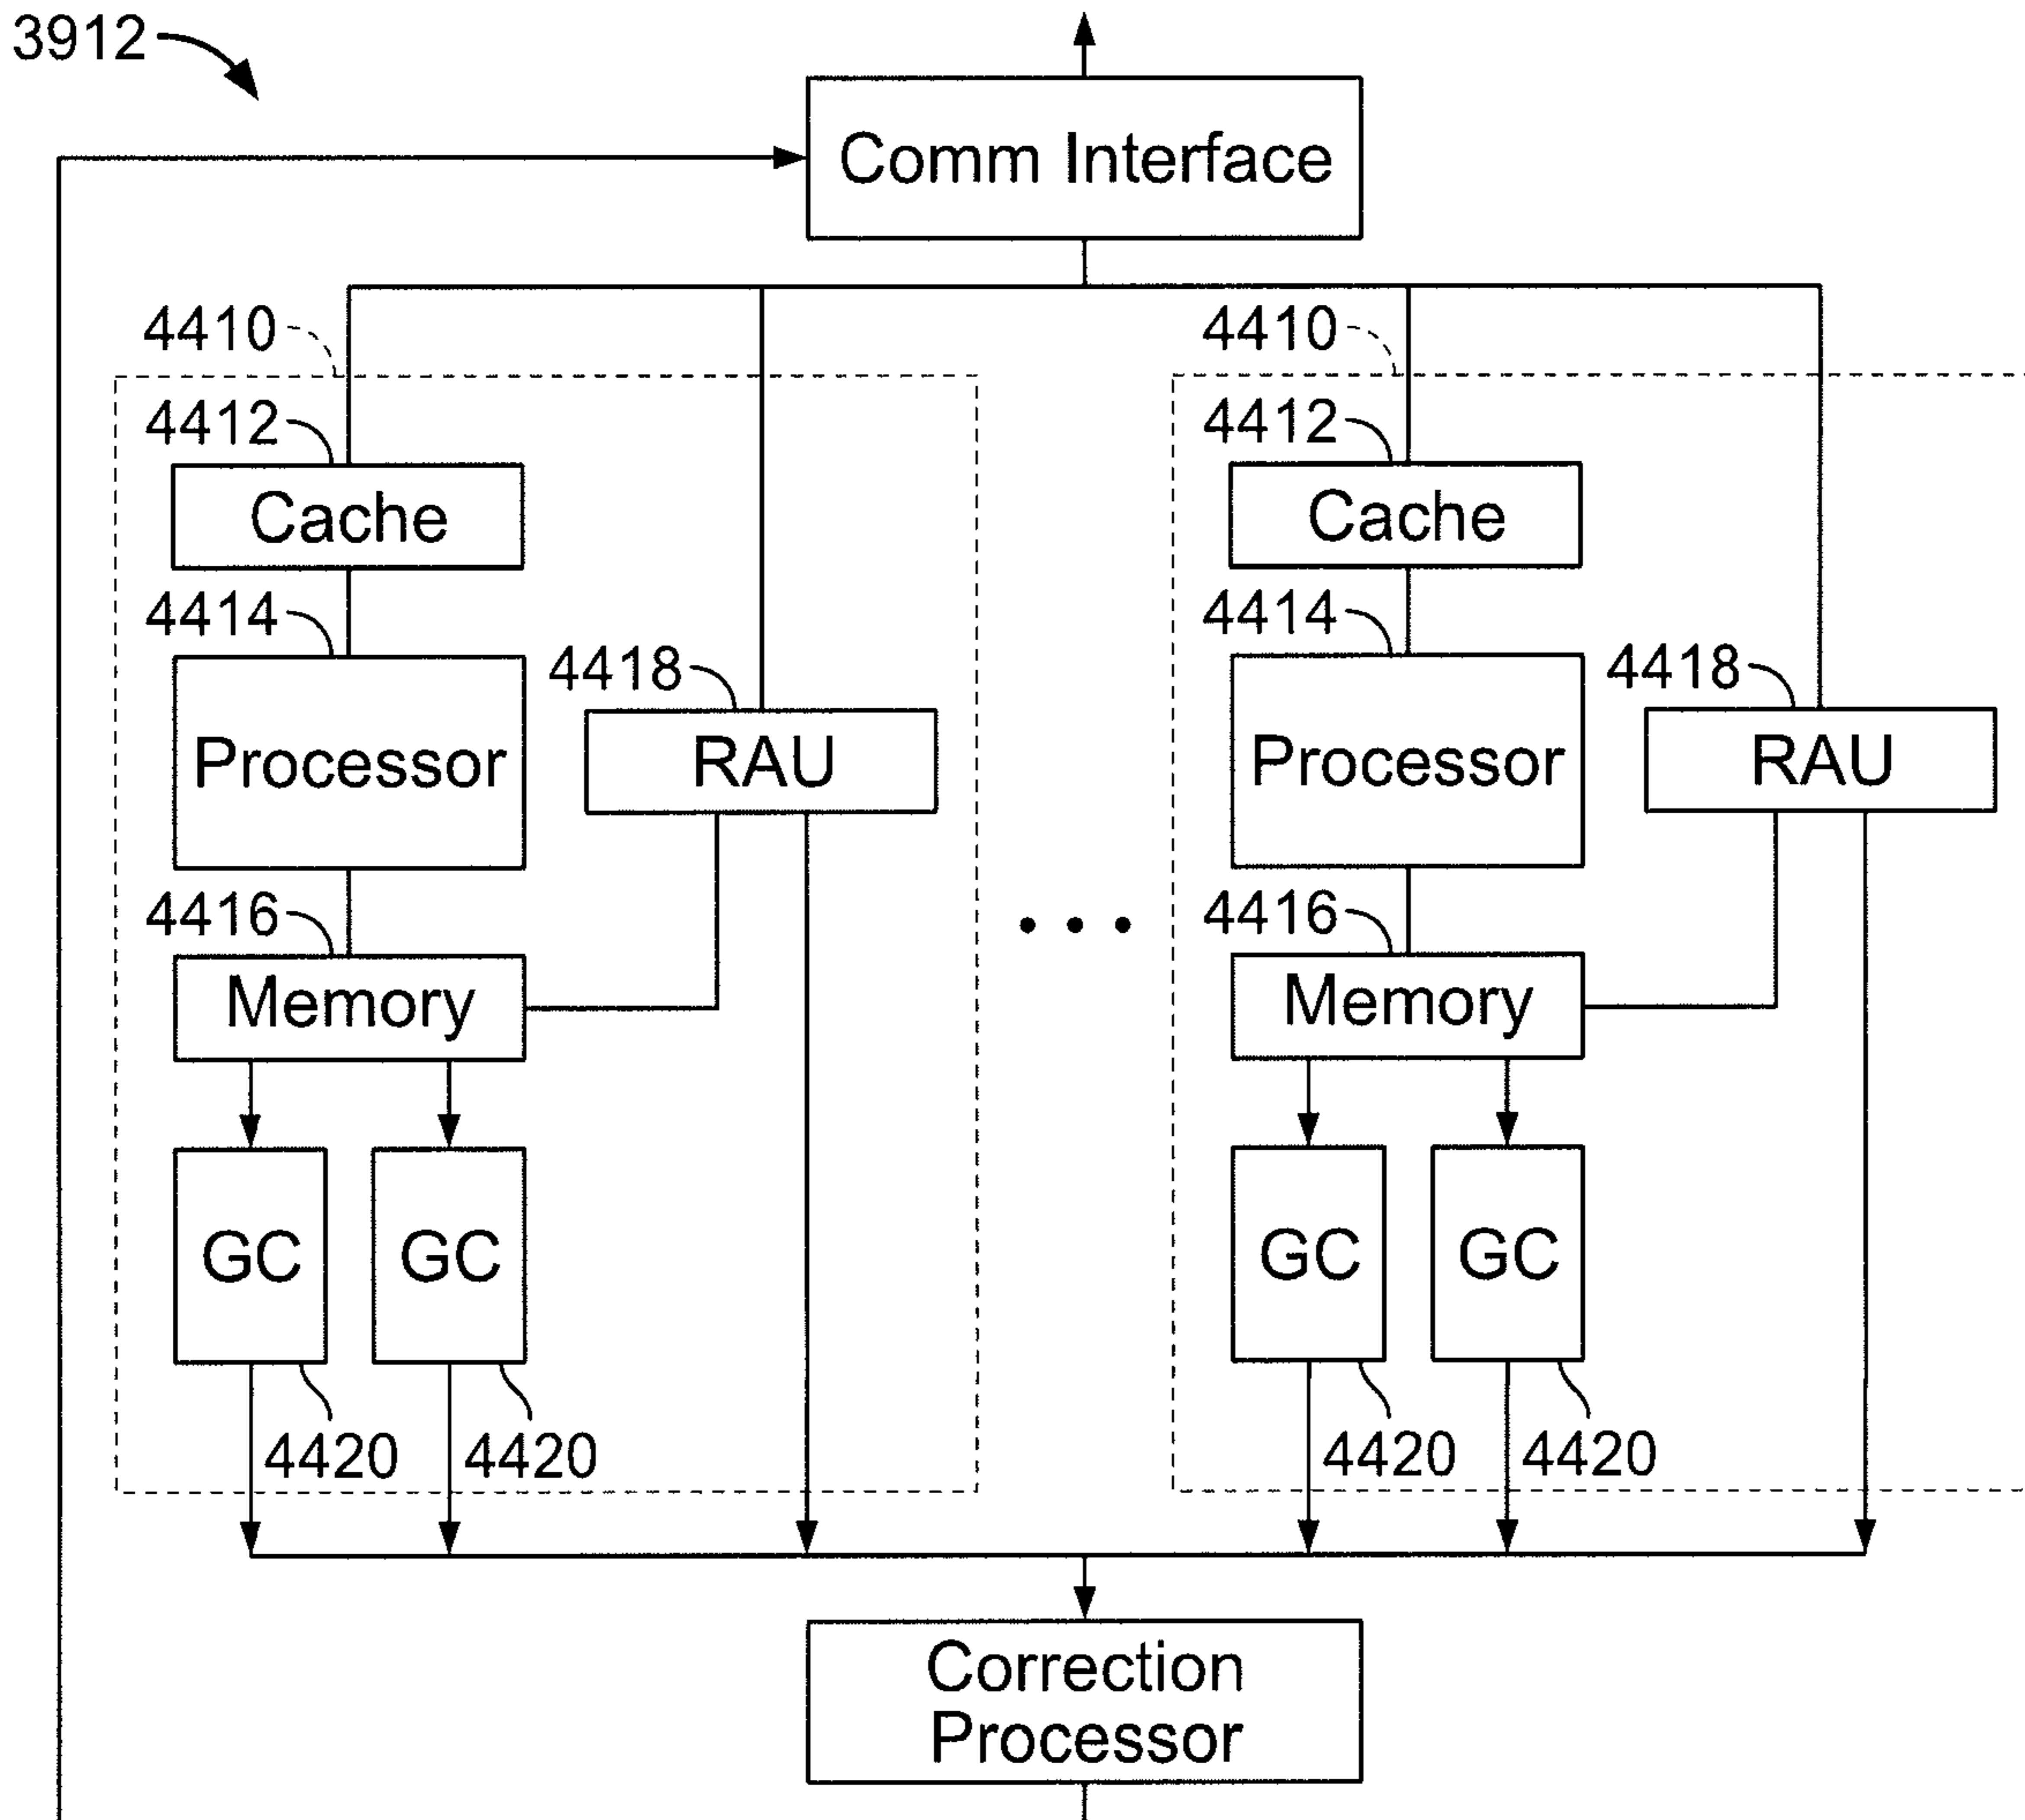 3912
Comm Interface
4410
4410
4412
4412
Cache
Cache
4414
4414
4418
4418
Processor
RAU
Processor
RAU
4416
4416
Memory
Memory
GC
GC
GC
GC
4420
4420
4420
4420
Correction
Processor